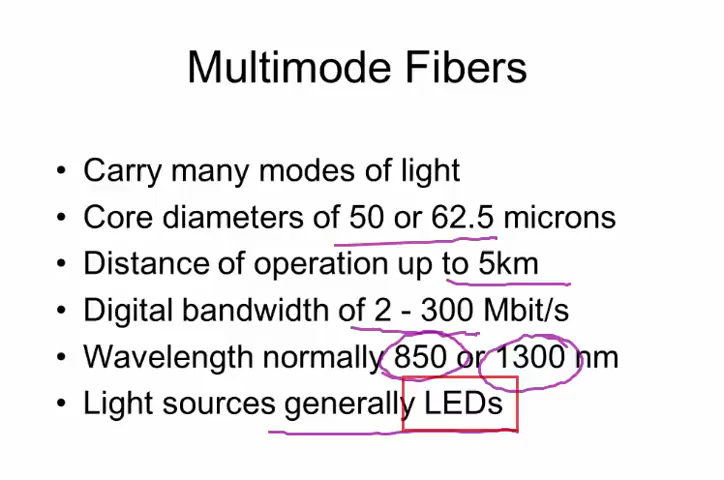 Multimode Fibers
• Carry many modes of light
• Core diameters of 50 or 62.5 microns
• Distance of operation up to 5km
• Digital bandwidth of 2 - 300 Mbit/s
• Wavelength normally 850 or 1300 nm
• Light sources generally LEDs